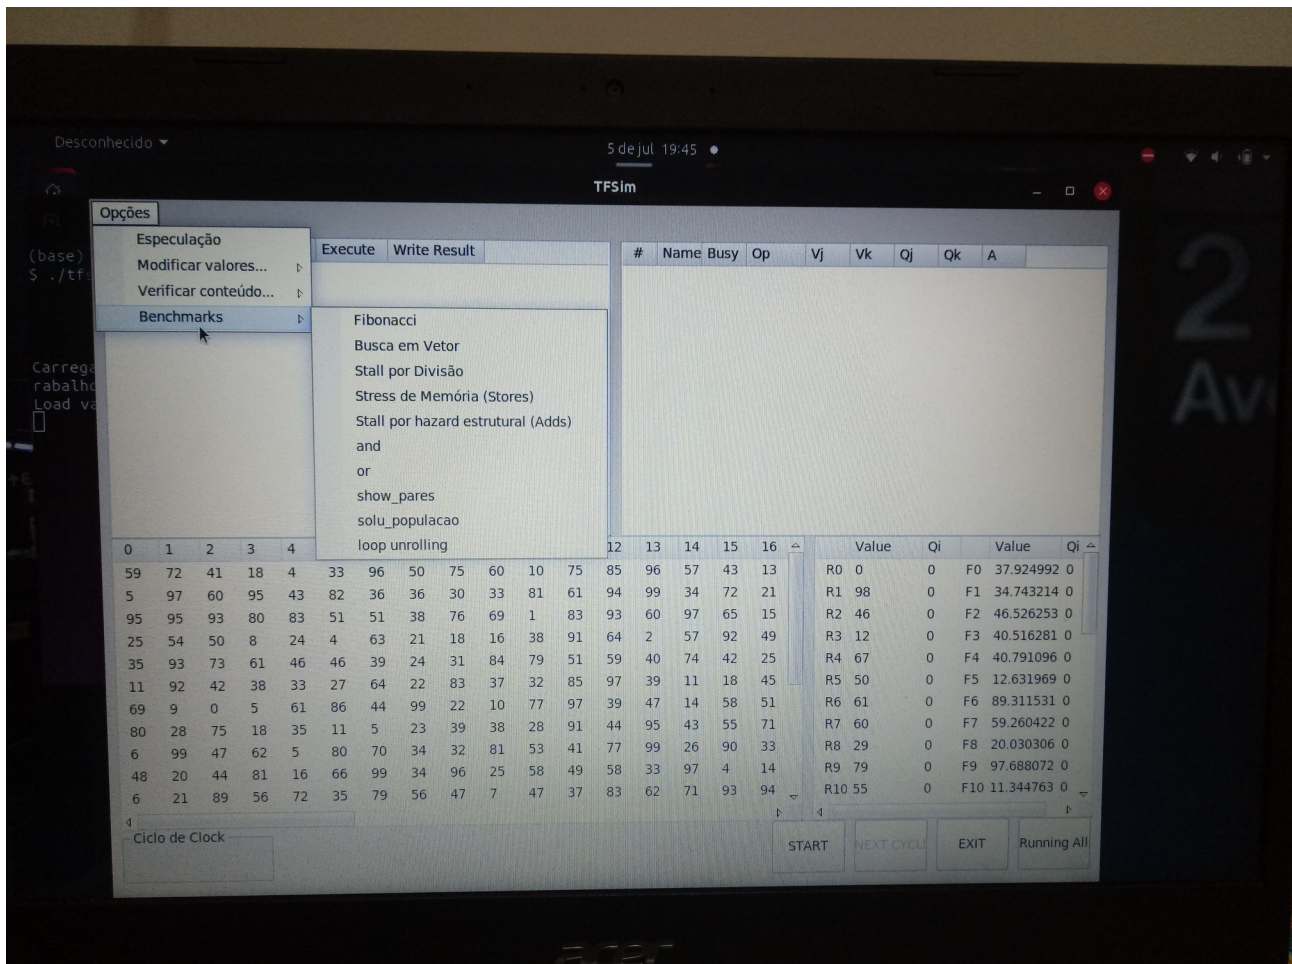 Desconhecido
5 de jul 19:45
TFSim
Opções
(base)
$ ./tf
Especulação
Modificar valores...
Verificar conteúdo...
Benchmarks
Execute Write Result
# Name Busy Op Vj Vk Qj Qk A
Fibonacci
Busca em Vetor
Stall por Divisão
Stress de Memória (Stores)
Stall por hazard estrutural (Adds)
and
or
show_pares
solu_populacao
loop unrolling
Carrega
rabalho
Load va
2
Av
0 1 2 3 4 12 13 14 15 16
59 72 41 18 4 33 96 50 75 60 10 75 85 96 57 43 13
5 97 60 95 43 82 36 36 30 33 81 61 94 99 34 72 21
95 95 93 80 83 51 51 38 76 69 1 83 93 60 97 65 15
25 54 50 8 24 4 63 21 18 16 38 91 64 2 57 92 49
35 93 73 61 46 46 39 24 31 84 79 51 59 40 74 42 25
11 92 42 38 33 27 64 22 83 37 32 85 97 39 11 18 45
69 9 0 5 61 86 44 99 22 10 77 97 39 47 14 58 51
80 28 75 18 35 11 5 23 39 38 28 91 44 95 43 55 71
6 99 47 62 5 80 70 34 32 81 53 41 77 99 26 90 33
48 20 44 81 16 66 99 34 96 25 58 49 58 33 97 4 14
6 21 89 56 72 35 79 56 47 7 47 37 83 62 71 93 94
Value Qi Value Qi
R0 0 0 F0 37.924992 0
R1 98 0 F1 34.743214 0
R2 46 0 F2 46.526253 0
R3 12 0 F3 40.516281 0
R4 67 0 F4 40.791096 0
R5 50 0 F5 12.631969 0
R6 61 0 F6 89.311531 0
R7 60 0 F7 59.260422 0
R8 29 0 F8 20.030306 0
R9 79 0 F9 97.688072 0
R10 55 0 F10 11.344763 0
Ciclo de Clock
START NEXT CYCLE EXIT Running All
acer